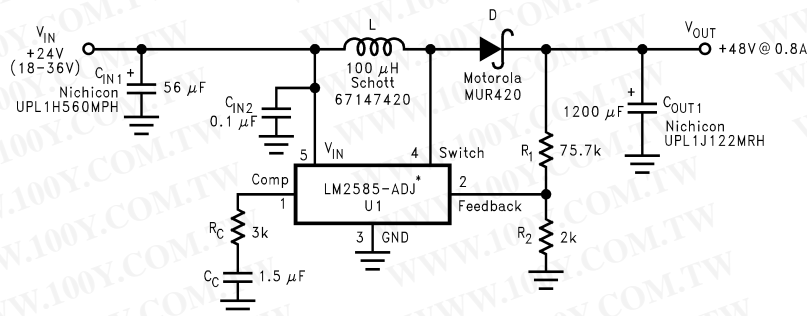 V_IN
+24V
(18-36V)
C_IN1
+
56 μF
Nichicon
UPL1H560MPH
C_IN2
0.1 μF
L
100 μH
Schott
67147420
D
Motorola
MUR420
V_OUT
+48V@0.8A
+
1200 μF
C_OUT1
Nichicon
UPL1J122MRH
R_1
75.7k
R_2
2k
5
V_IN
4
Switch
Comp
1
LM2585-ADJ*
U1
2
Feedback
3
GND
R_C
3k
C_C
1.5 μF
WWW.100Y.COM.TW